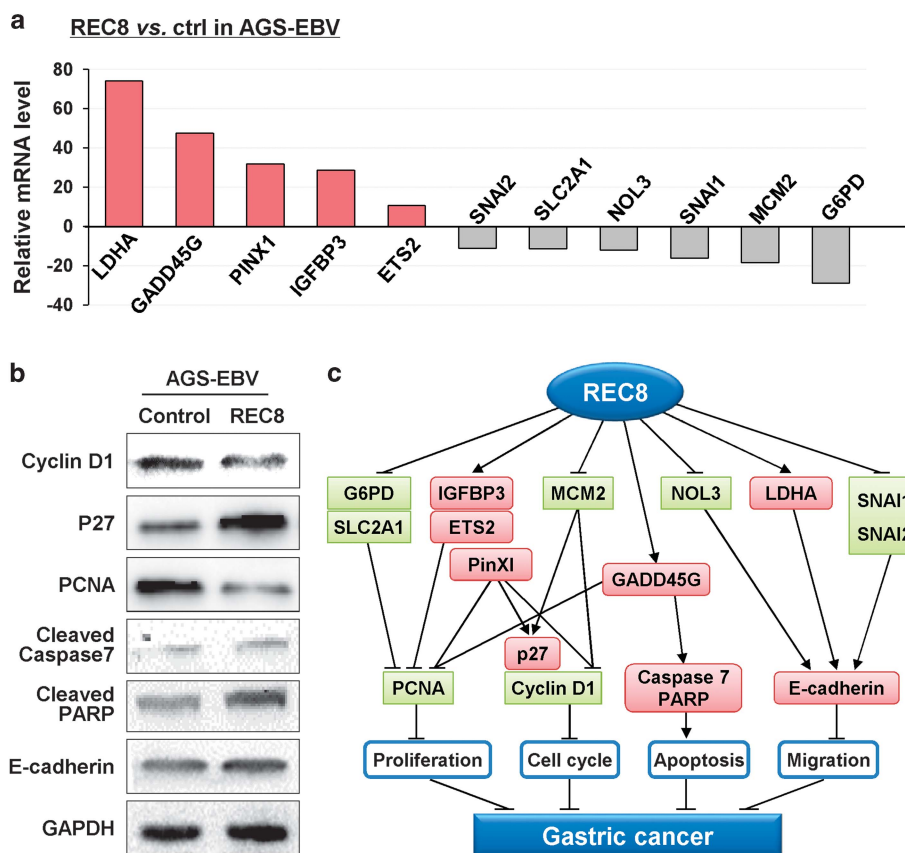 a
REC8 vs. ctrl in AGS-EBV
Relative mRNA level
80
60
40
20
0
-20
-40
LDHA
GADD45G
PINX1
IGFBP3
ETS2
SNAI2
SLC2A1
NOL3
SNAI1
MCM2
G6PD
b
AGS-EBV
Control REC8
Cyclin D1
P27
PCNA
Cleaved
Caspase7
Cleaved
PARP
E-cadherin
GAPDH
c
REC8
G6PD
SLC2A1
IGFBP3
ETS2
PinXI
MCM2
GADD45G
NOL3
LDHA
SNAI1
SNAI2
p27
PCNA
Cyclin D1
Caspase 7
PARP
E-cadherin
Proliferation
Cell cycle
Apoptosis
Migration
Gastric cancer